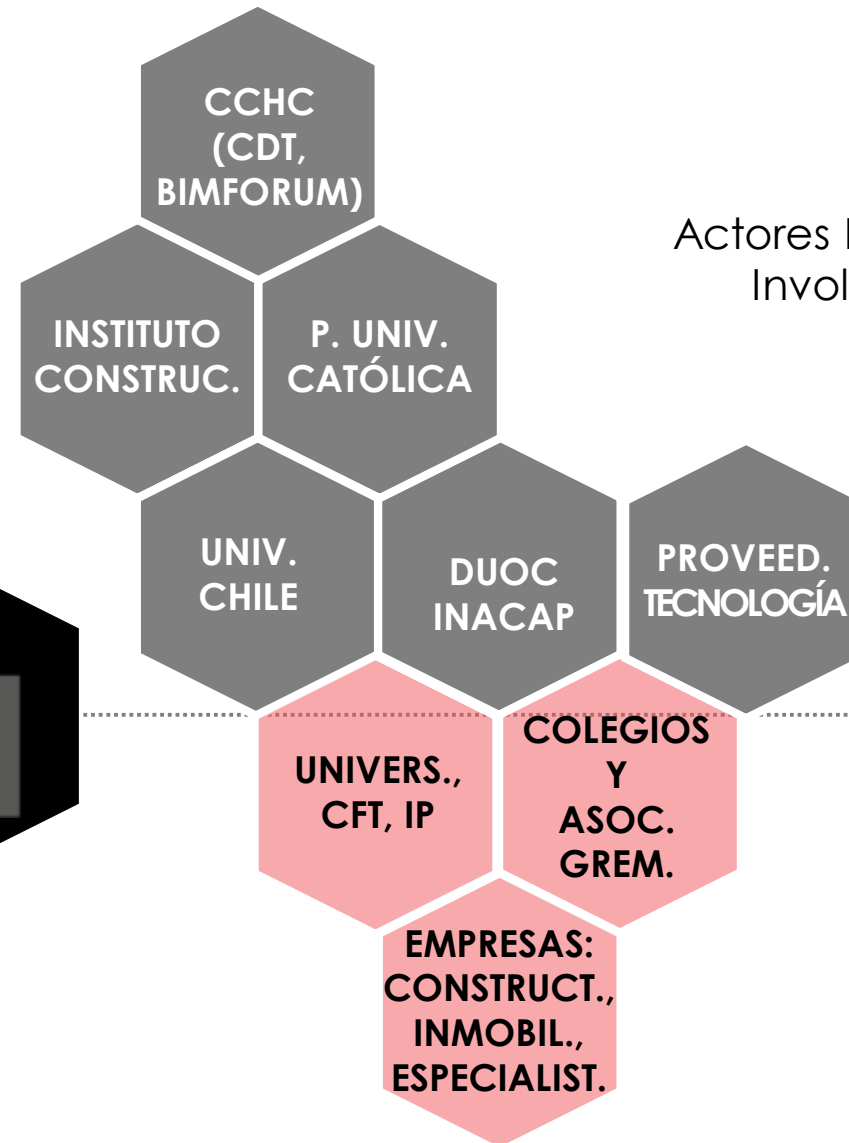 CCHC
(CDT,
BIMFORUM)
Actores
Invol
INSTITUTO
CONSTRUC.
P. UNIV.
CATÓLICA
UNIV.
CHILE
DUOC
INACAP
PROVEED.
TECNOLOGÍA
UNIVERS.,
CFT, IP
COLEGIOS
Y
ASOC.
GREM.
EMPRESAS:
CONSTRUCT.,
INMOBIL.,
ESPECIALIST.